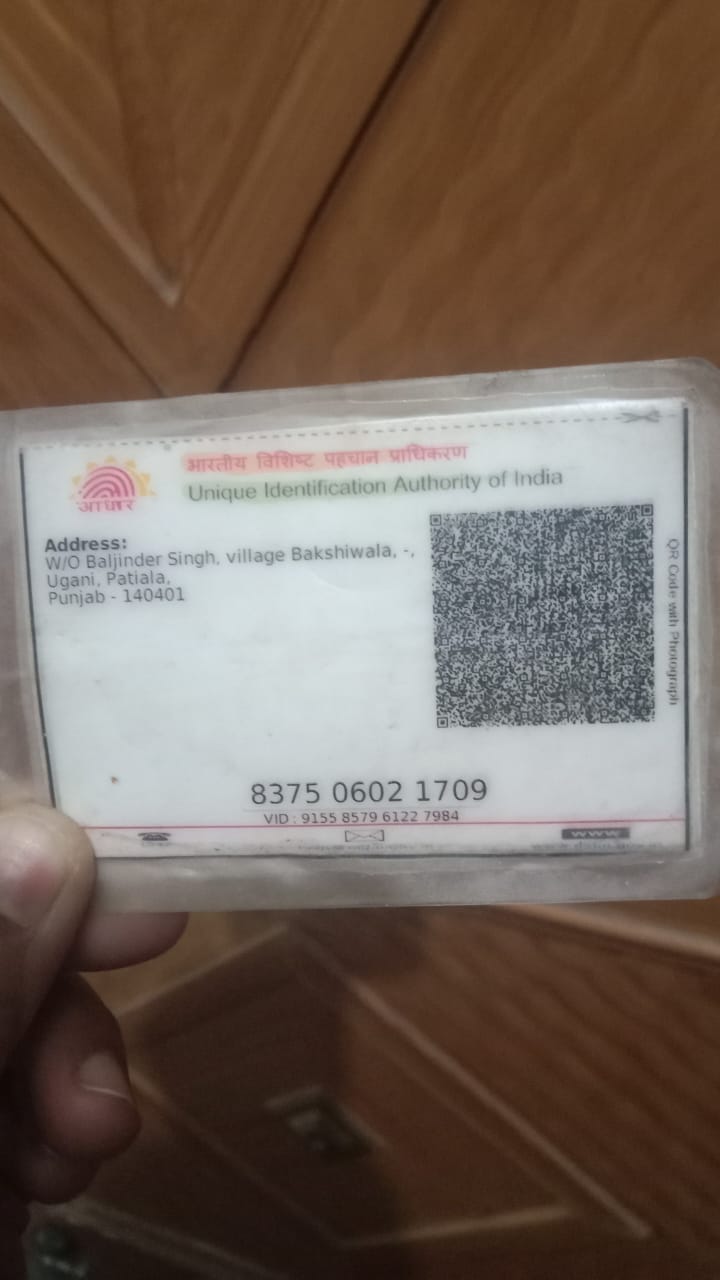 आधार
भारतीय विशिष्ट पहचान प्राधिकरण
Unique Identification Authority of India
Address:
W/O Baljinder Singh, village Bakshiwala, -,
Ugani, Patiala,
Punjab - 140401
QR Code with Photograph
8375 0602 1709
VID : 9155 8579 6122 7984
www